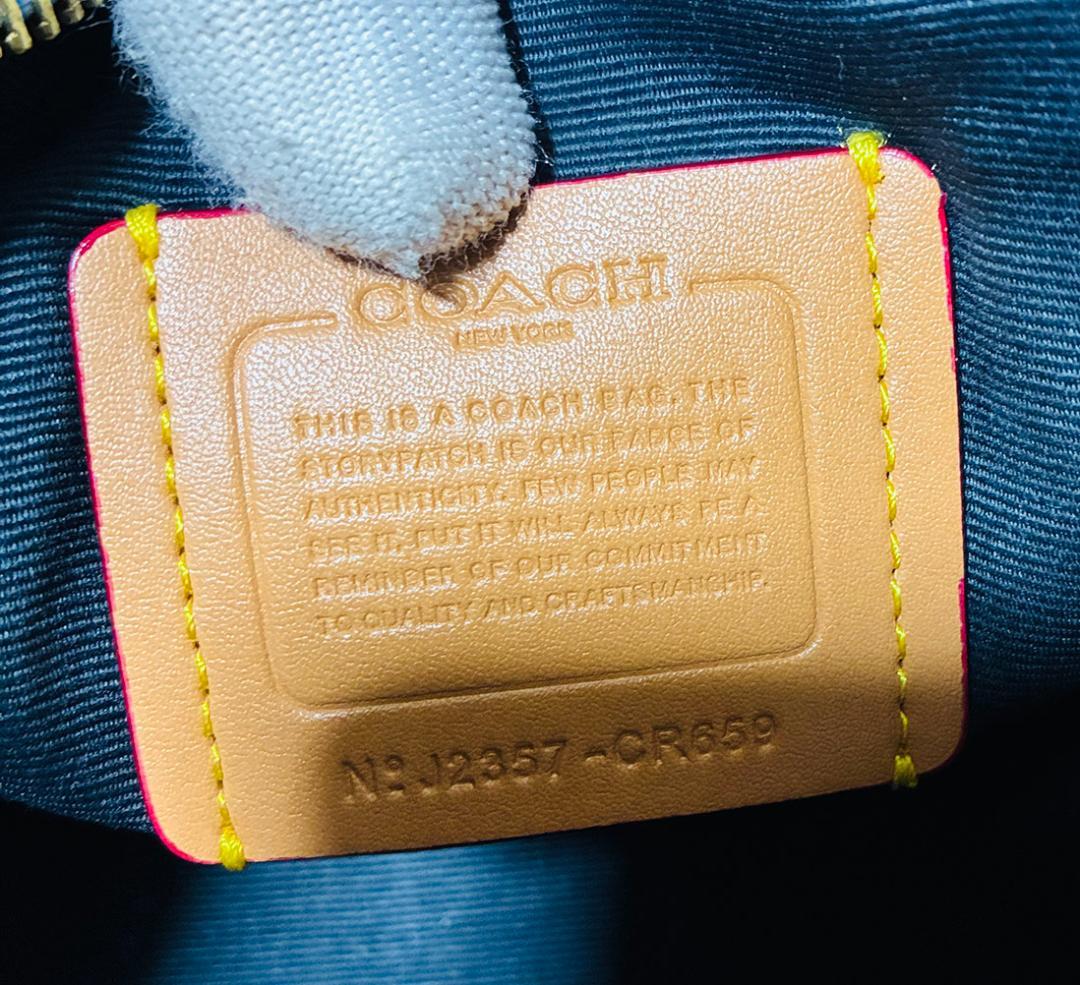 COACH
NEW YORK
THIS IS A COACH BAG. THE
STORYPATCH IS OUR BADGE OF
AUTHENTICITY. FEW PEOPLE MAY
SEE IT, BUT IT WILL ALWAYS BE A
REMINDER OF OUR COMMITMENT
TO QUALITY AND CRAFTSMANSHIP.
Nº J2357-CR659